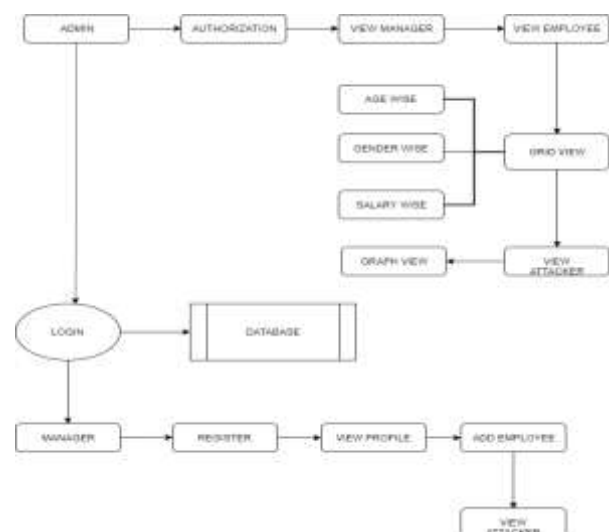 ADMIN
AUTHORIZATION
VIEW MANAGER
VIEW EMPLOYEE
AGE WISE
GENDER WISE
GRID VIEW
SALARY WISE
GRAPH VIEW
VIEW
ATTACKER
LOGIN
DATABASE
MANAGER
REGISTER
VIEW PROFILE
ADD EMPLOYEE
VIEW
ATTACKER